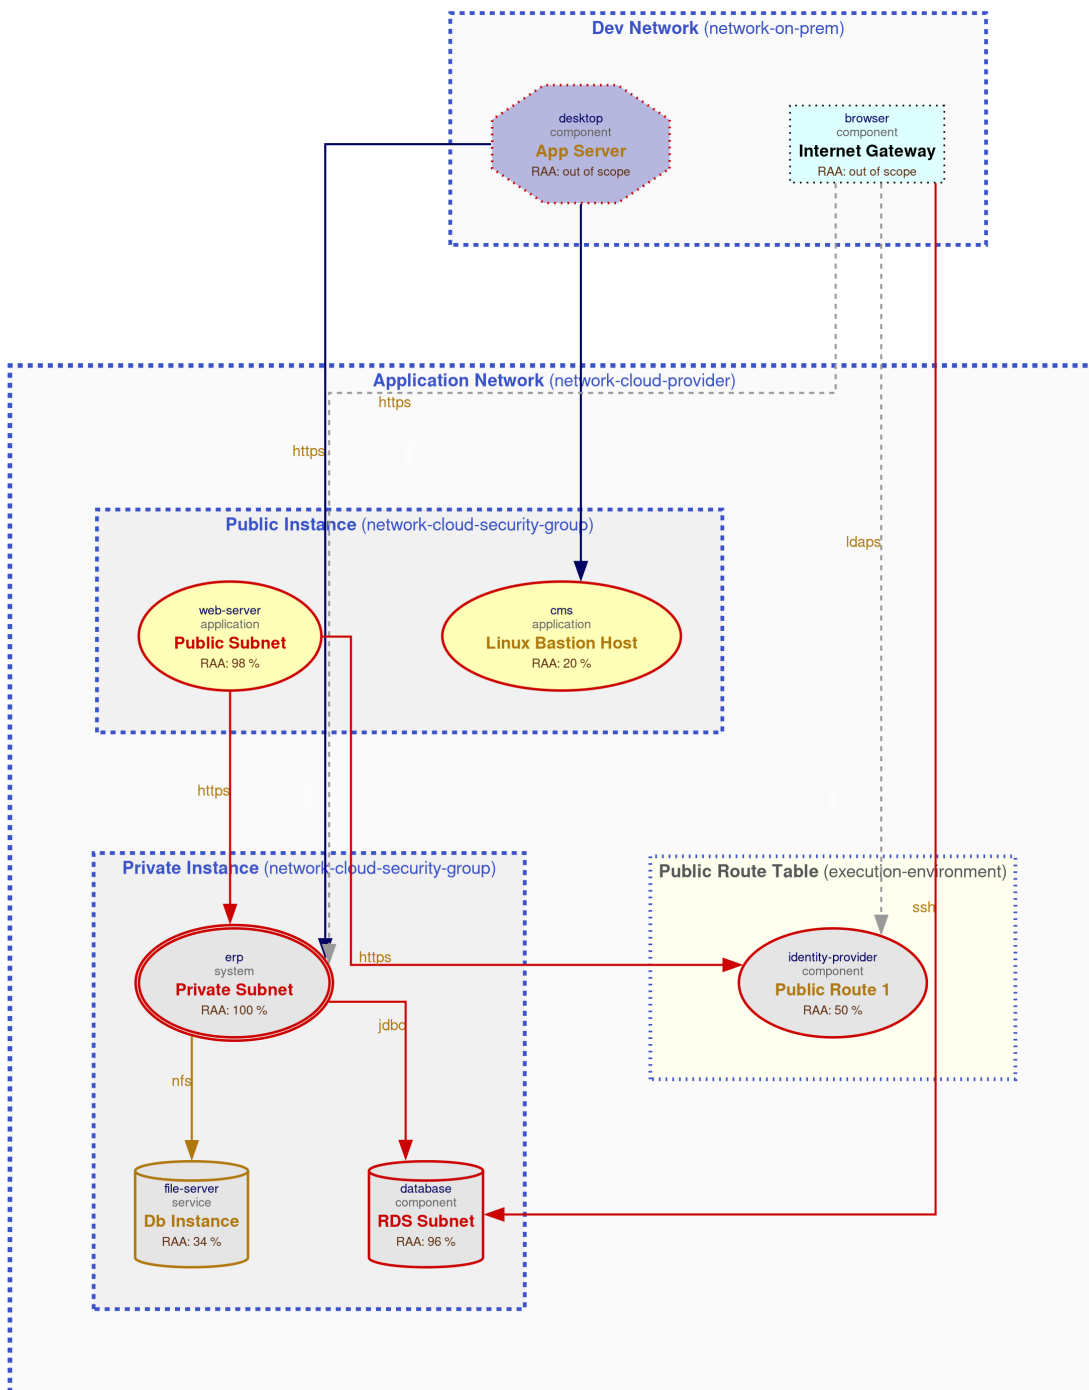 Dev Network (network-on-prem)
desktop
component
App Server
RAA: out of scope
browser
component
Internet Gateway
RAA: out of scope
Application Network (network-cloud-provider)
https
https
Public Instance (network-cloud-security-group)
ldaps
web-server
application
Public Subnet
RAA: 98 %
cms
application
Linux Bastion Host
RAA: 20 %
https
Private Instance (network-cloud-security-group)
Public Route Table (execution-environment)
ssh
erp
system
Private Subnet
RAA: 100 %
https
identity-provider
component
Public Route 1
RAA: 50 %
jdbc
nfs
file-server
service
Db Instance
RAA: 34 %
database
component
RDS Subnet
RAA: 96 %